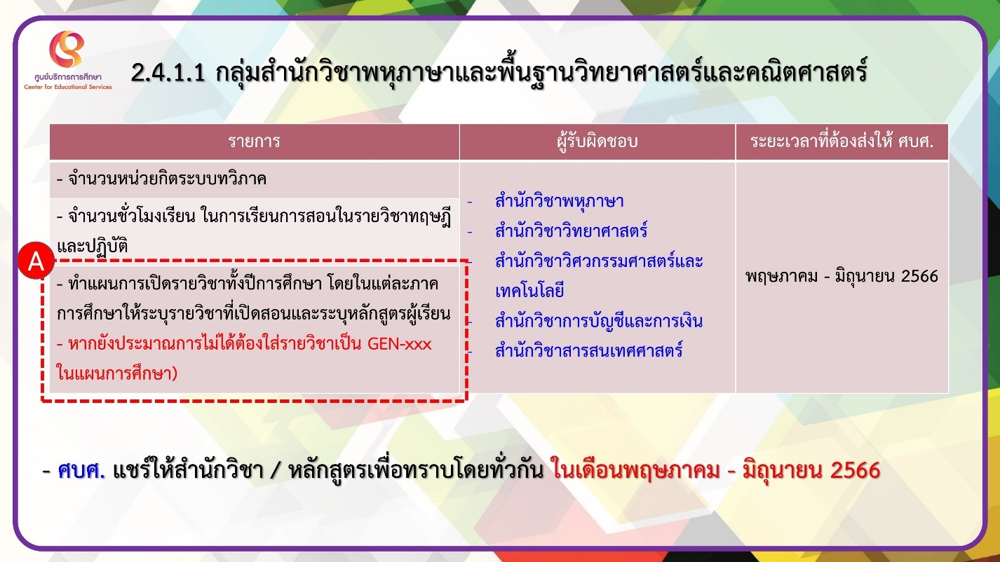 ศูนย์บริการการศึกษา
Center for Educational Services
2.4.1.1 กลุ่มสำนักวิชาพหุภาษาและพื้นฐานวิทยาศาสตร์และคณิตศาสตร์
รายการ
ผู้รับผิดชอบ
ระยะเวลาที่ต้องส่งให้ ศบศ.
- จำนวนหน่วยกิตระบบทวิภาค
- จำนวนชั่วโมงเรียน ในการเรียนการสอนในรายวิชาทฤษฎี
และปฏิบัติ
A
- ทำแผนการเปิดรายวิชาทั้งปีการศึกษา โดยในแต่ละภาค
การศึกษาให้ระบุรายวิชาที่เปิดสอนและระบุหลักสูตรผู้เรียน
- หากยังประมาณการไม่ได้ต้องใส่รายวิชาเป็น GEN-xxx
ในแผนการศึกษา)
- สำนักวิชาพหุภาษา
- สำนักวิชาวิทยาศาสตร์
- สำนักวิชาวิศวกรรมศาสตร์และ
เทคโนโลยี
- สำนักวิชาการบัญชีและการเงิน
- สำนักวิชาสารสนเทศศาสตร์
พฤษภาคม - มิถุนายน 2566
- ศบศ. แชร์ให้สำนักวิชา / หลักสูตรเพื่อทราบโดยทั่วกัน ในเดือนพฤษภาคม - มิถุนายน 2566